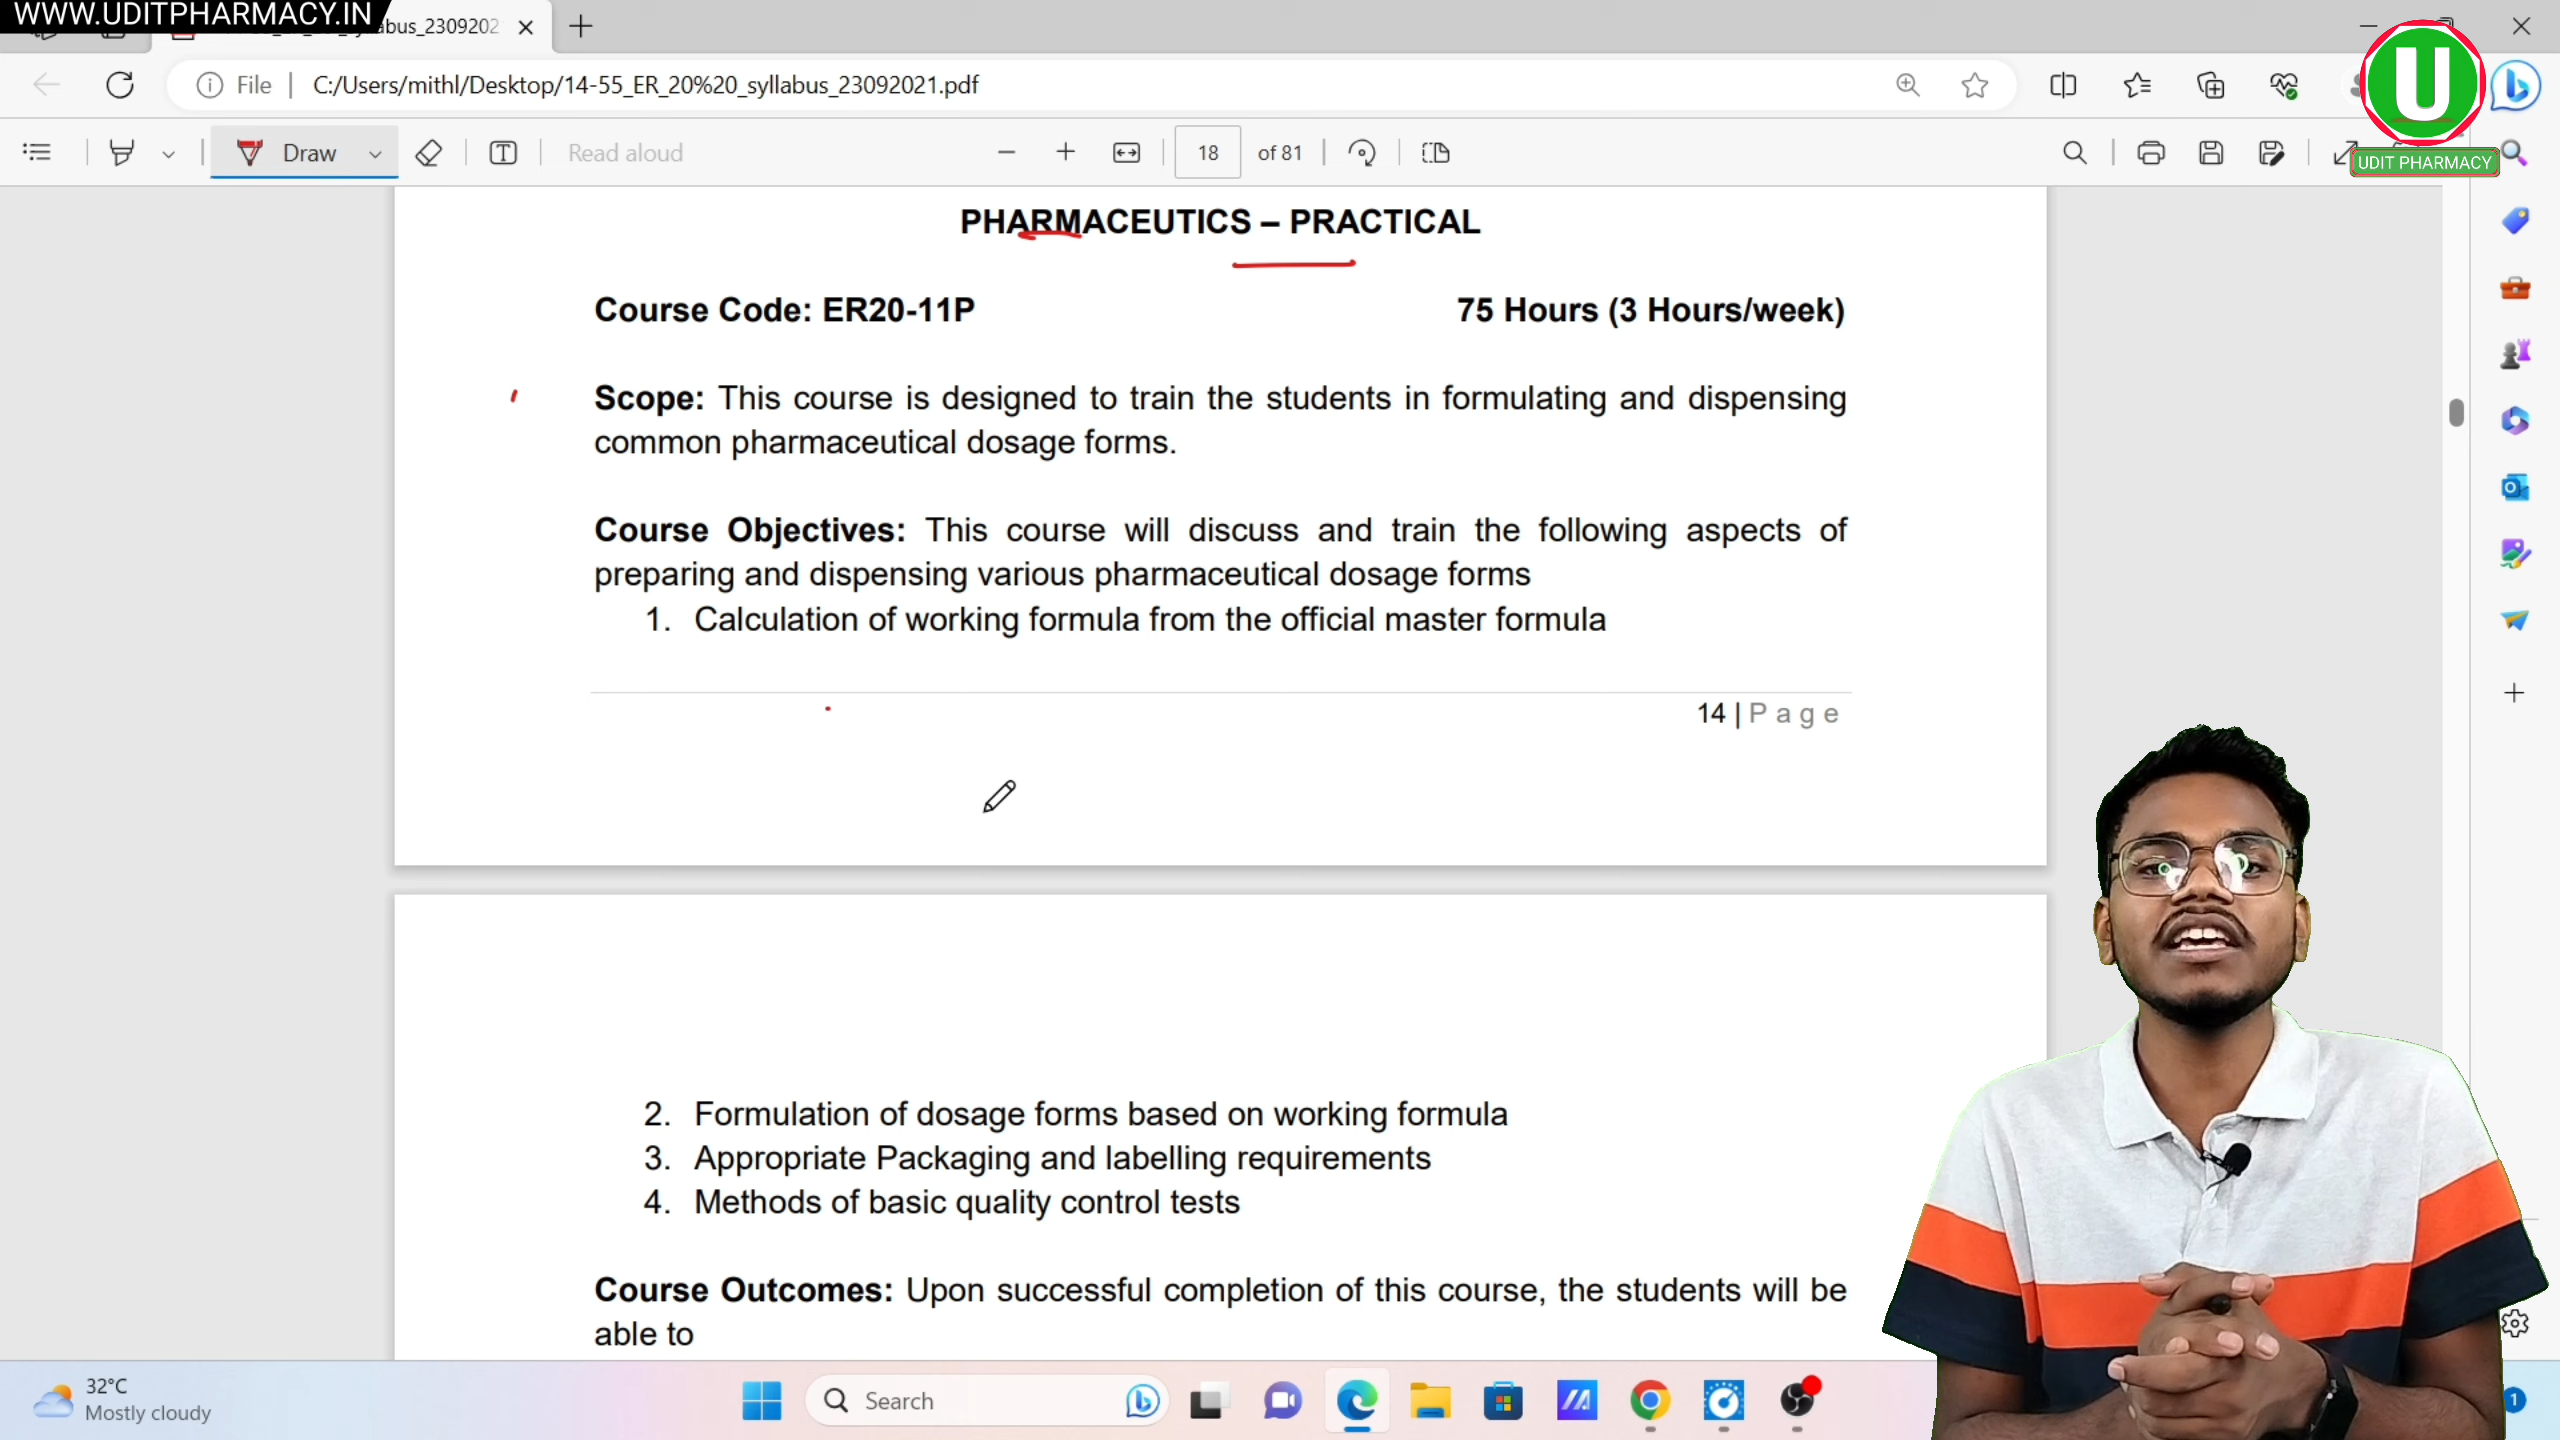 WWW.UDITPHARMACY.IN
abus_2309202
File
C:/Users/mithl/Desktop/14-55_ER_20%20_syllabus_23092021.pdf
U
UDIT PHARMACY
Draw
Read aloud
18 of 81
PHARMACEUTICS – PRACTICAL
Course Code: ER20-11P 75 Hours (3 Hours/week)
Scope: This course is designed to train the students in formulating and dispensing
common pharmaceutical dosage forms.
Course Objectives: This course will discuss and train the following aspects of
preparing and dispensing various pharmaceutical dosage forms
1. Calculation of working formula from the official master formula
14 | P a g e
2. Formulation of dosage forms based on working formula
3. Appropriate Packaging and labelling requirements
4. Methods of basic quality control tests
Course Outcomes: Upon successful completion of this course, the students will be
able to
32°C
Mostly cloudy
Search
1